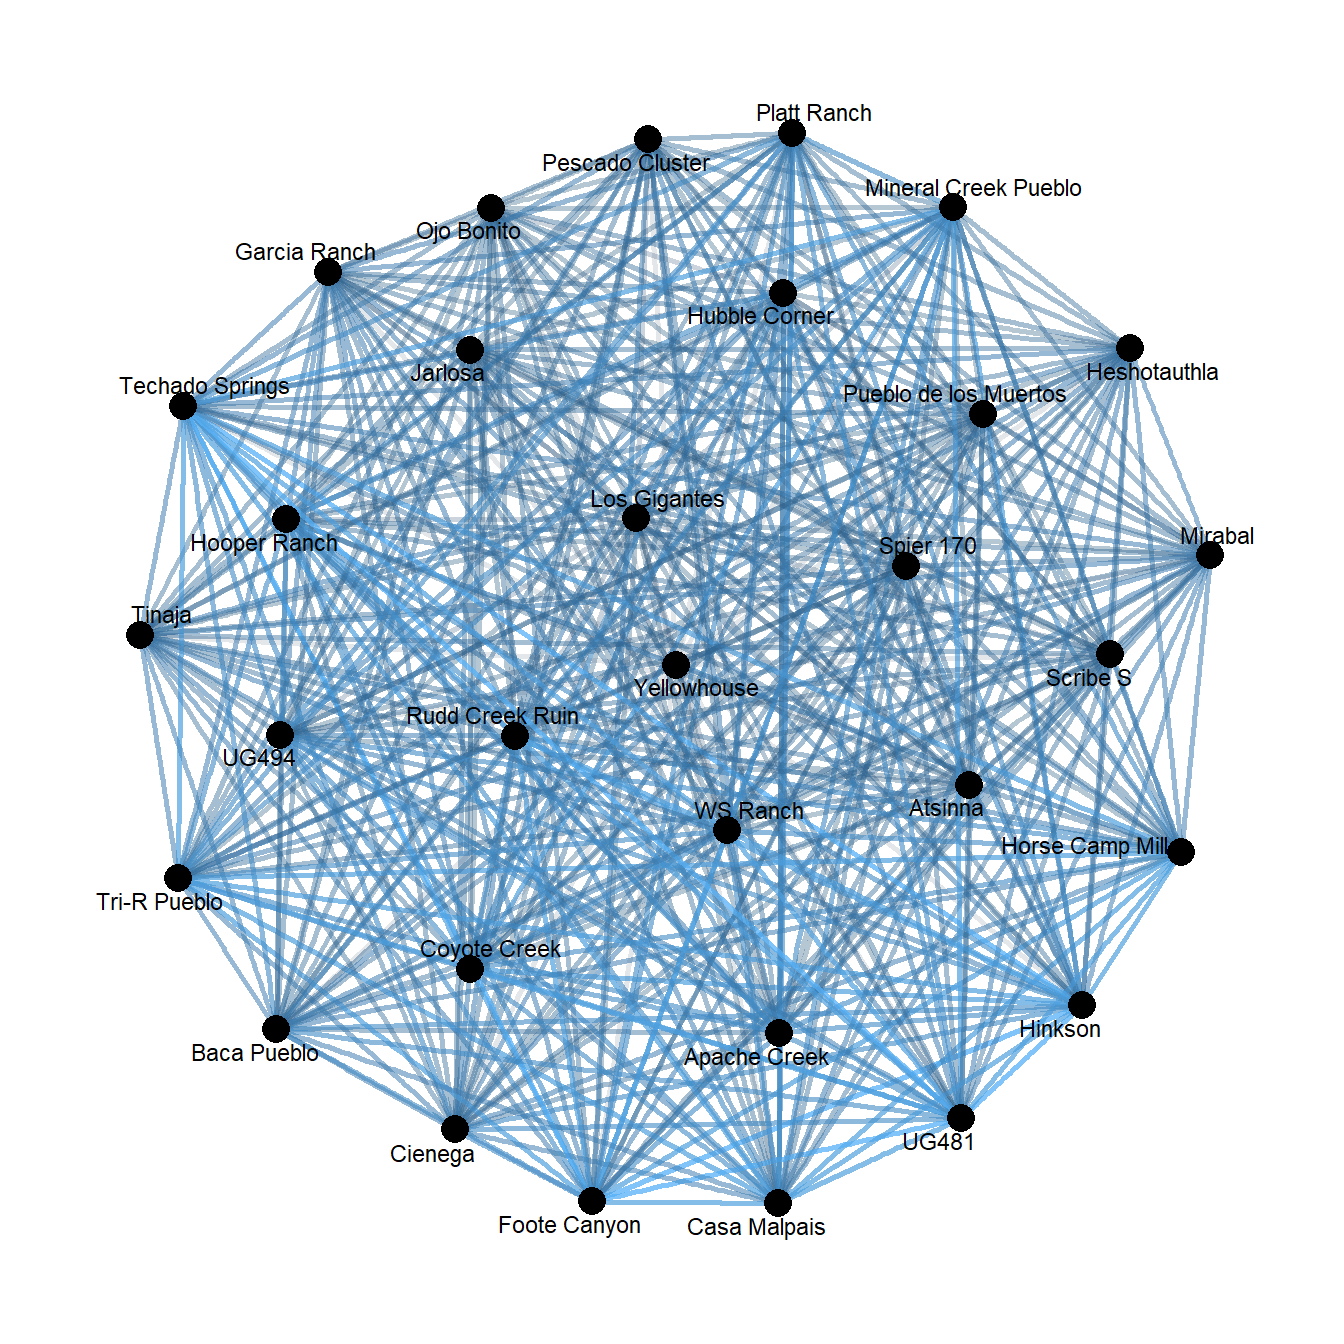 Platt Ranch
Pescado Cluster
Mineral Creek Pueblo
Ojo Bonito
Garcia Ranch
Hubble Corner
Jarlosa
Heshotauthla
Techado Springs
Pueblo de los Muertos
Los Gigantes
Mirabal
Hooper Ranch
Spier 170
Tinaja
Scribe S
Yellowhouse
Rudd Creek Ruin
UG494
Atsinna
WS Ranch
Horse Camp Mill
Tri-R Pueblo
Coyote Creek
Hinkson
Baca Pueblo
Apache Creek
UG481
Cienega
Foote Canyon
Casa Malpais